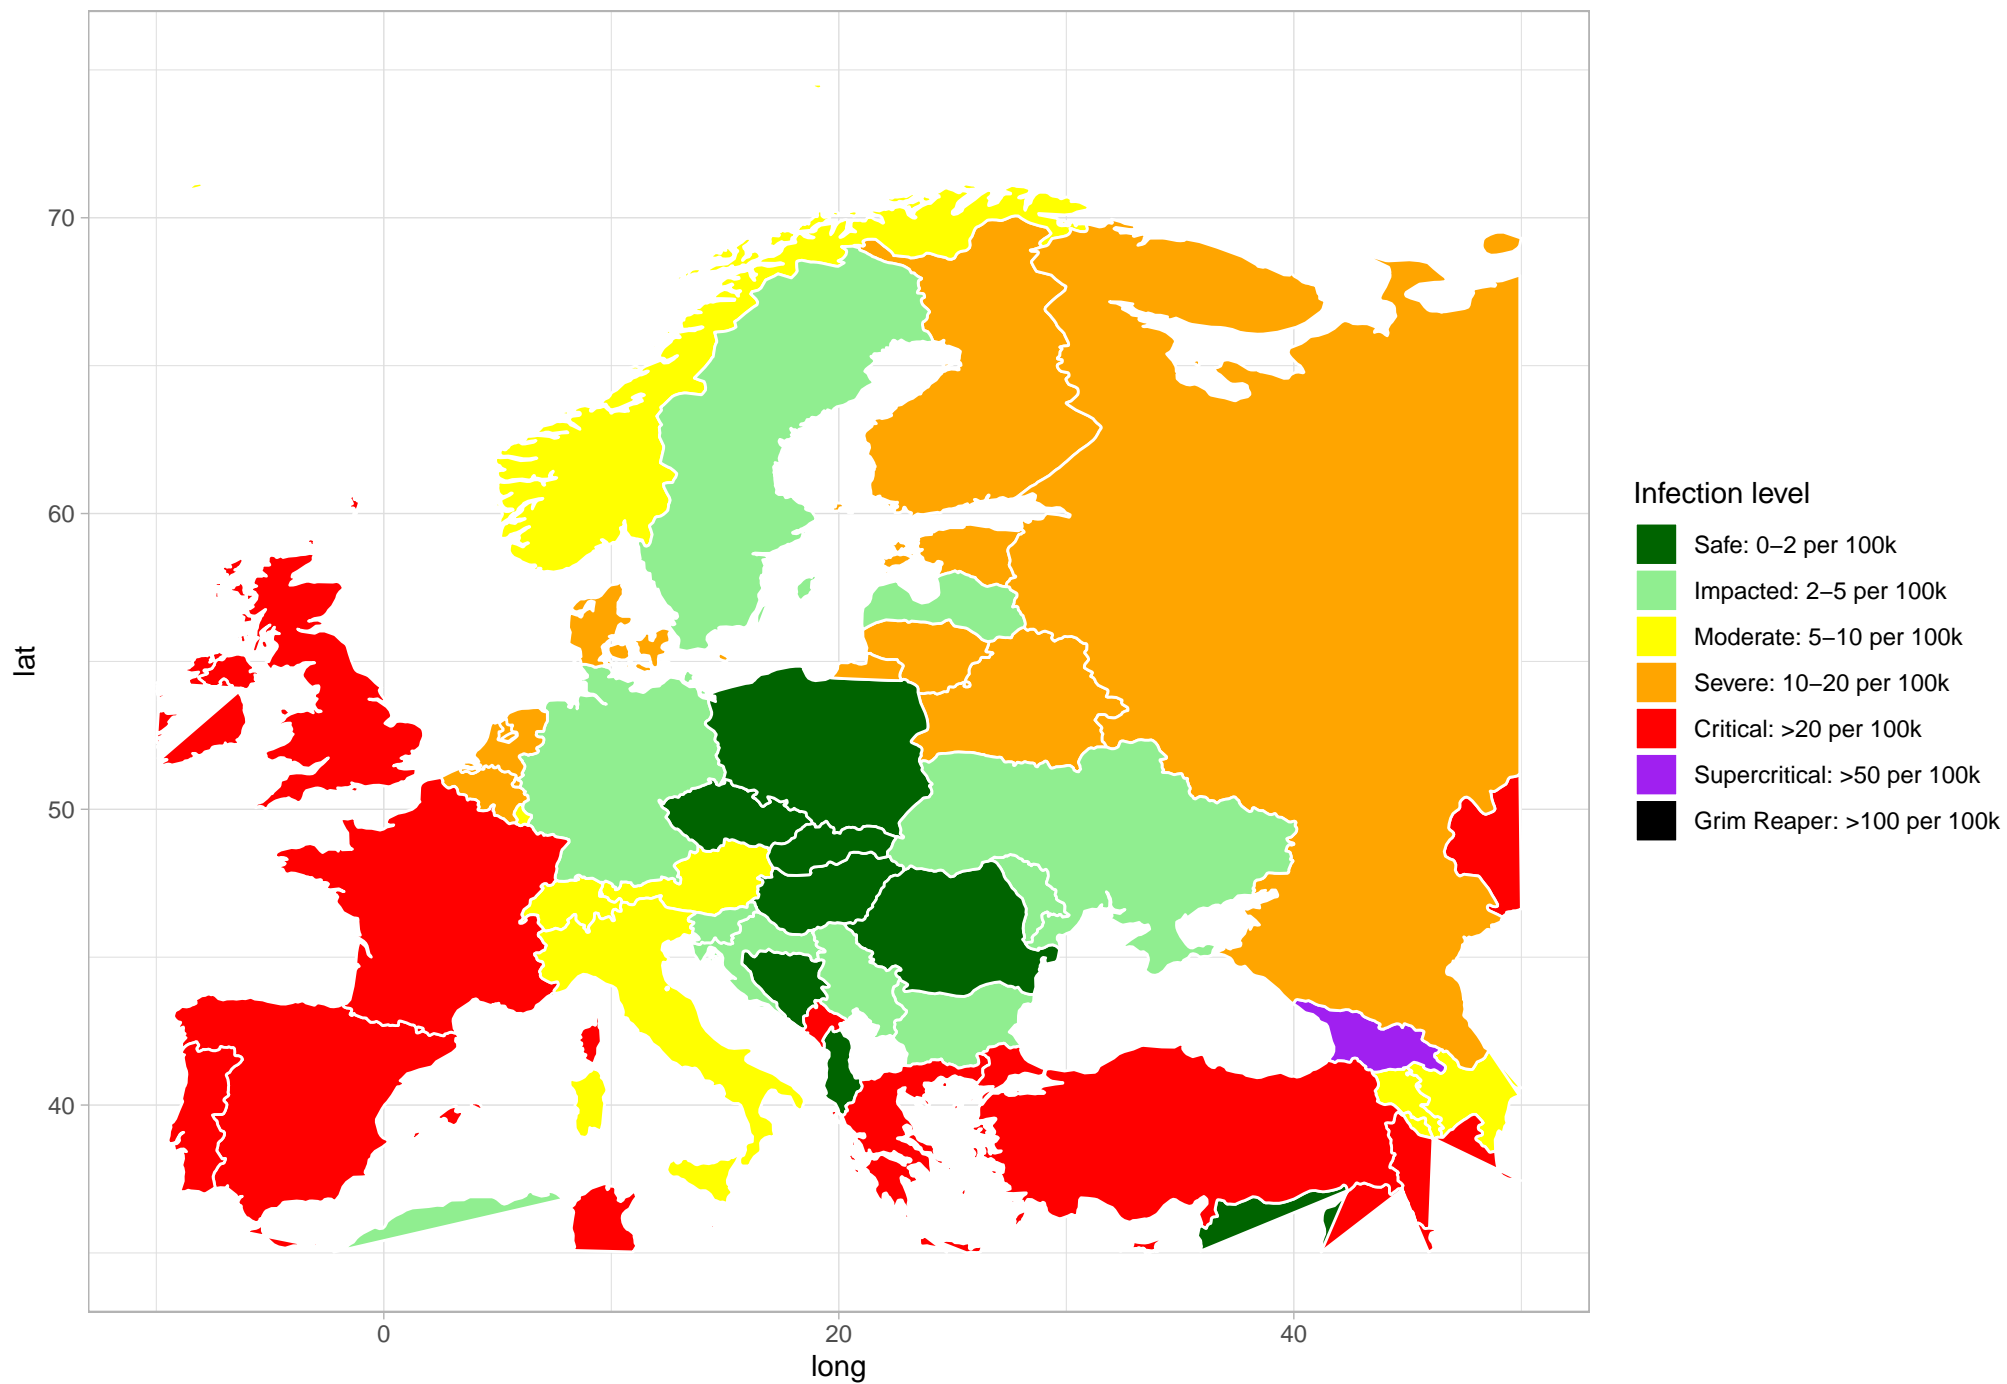 70
60
50
40
lat
0
20
40
long
Infection level
Safe: 0–2 per 100k
Impacted: 2–5 per 100k
Moderate: 5–10 per 100k
Severe: 10–20 per 100k
Critical: >20 per 100k
Supercritical: >50 per 100k
Grim Reaper: >100 per 100k